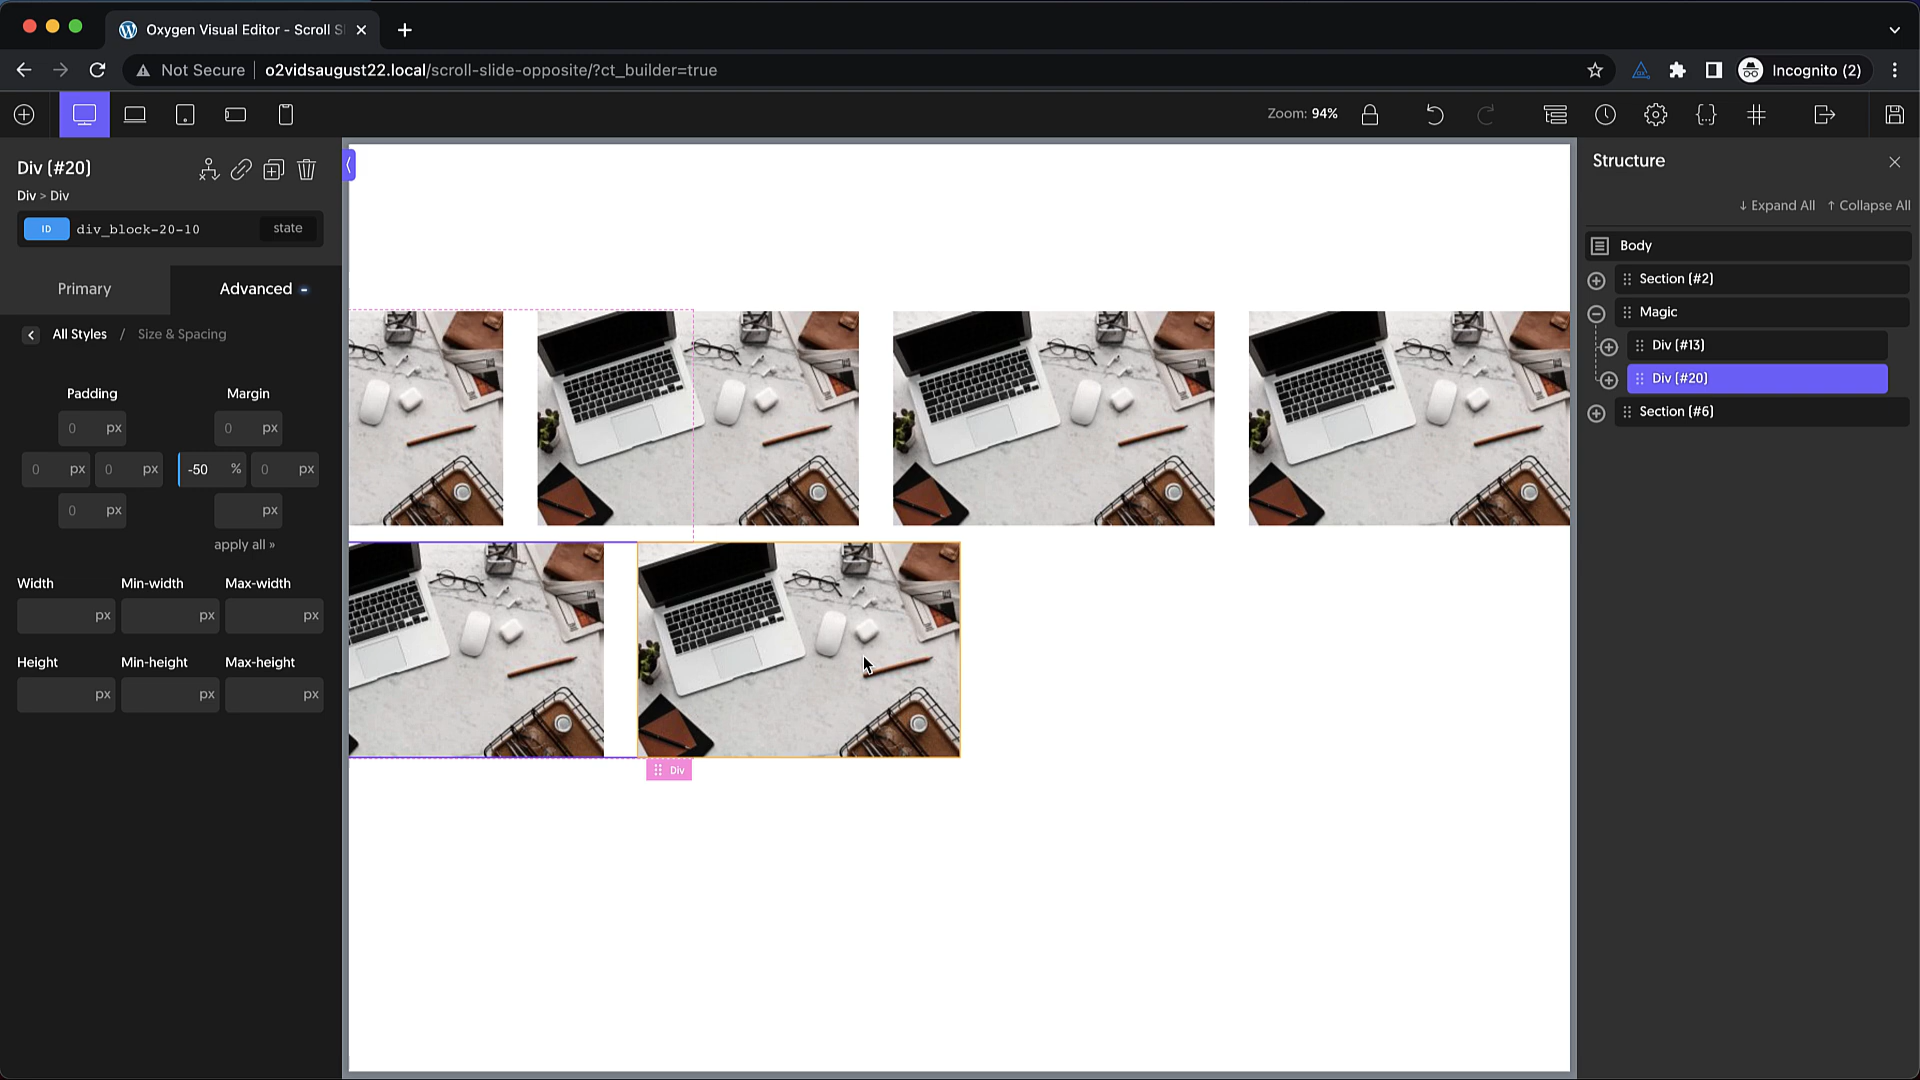 Oxygen Visual Editor - Scroll S
Not Secure
o2vidsaugust22.local/scroll-slide-opposite/?ct_builder=true
Incognito (2)
Zoom: 94%
Div (#20)
Div > Div
ID
div_block-20-10
state
Primary
Advanced
All Styles / Size & Spacing
Padding
Margin
0 px
0 px
0 px
0 px
-50 %
0 px
0 px
px
apply all »
Width
Min-width
Max-width
px
px
px
Height
Min-height
Max-height
px
px
px
Div
Structure
↓ Expand All
↑ Collapse All
Body
Section (#2)
Magic
Div (#13)
Div (#20)
Section (#6)